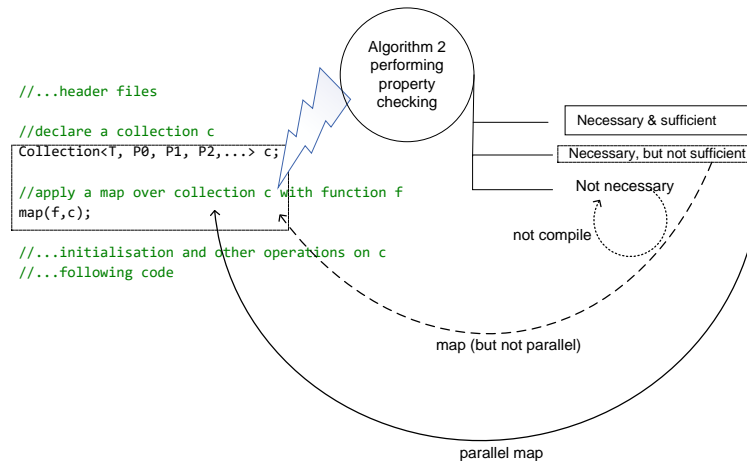 Algorithm 2
performing
property
checking
//...header files
//declare a collection c
Collection<T, P0, P1, P2,...> c;
//apply a map over collection c with function f
map(f,c);
//...initialisation and other operations on c
//...following code
Necessary & sufficient
Necessary, but not sufficient
Not necessary
not compile
map (but not parallel)
parallel map